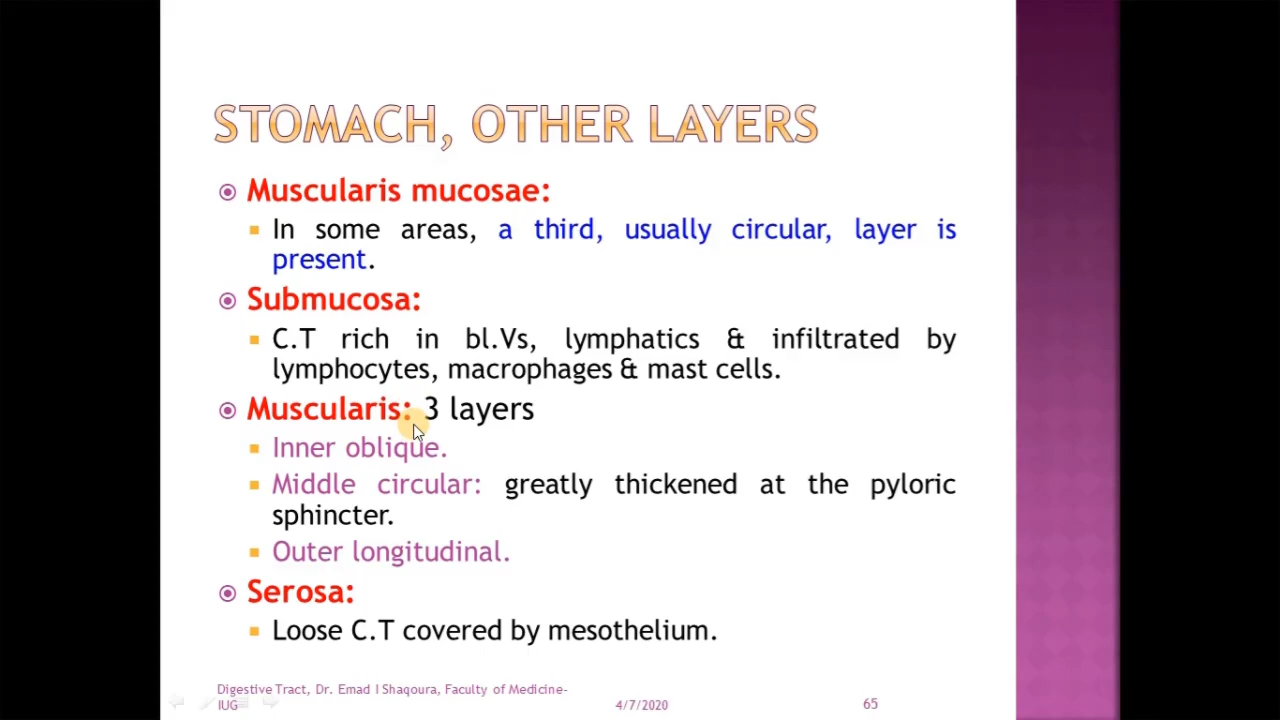 STOMACH, OTHER LAYERS
Muscularis mucosae:
In some areas, a third, usually circular, layer is
present.
Submucosa:
C.T rich in bl.Vs, lymphatics & infiltrated by
lymphocytes, macrophages & mast cells.
Muscularis: 3 layers
Inner oblique.
Middle circular: greatly thickened at the pyloric
sphincter.
Outer longitudinal.
Serosa:
Loose C.T covered by mesothelium.
Digestive Tract, Dr. Emad I Shaqoura, Faculty of Medicine-
IUG 4/7/2020 65